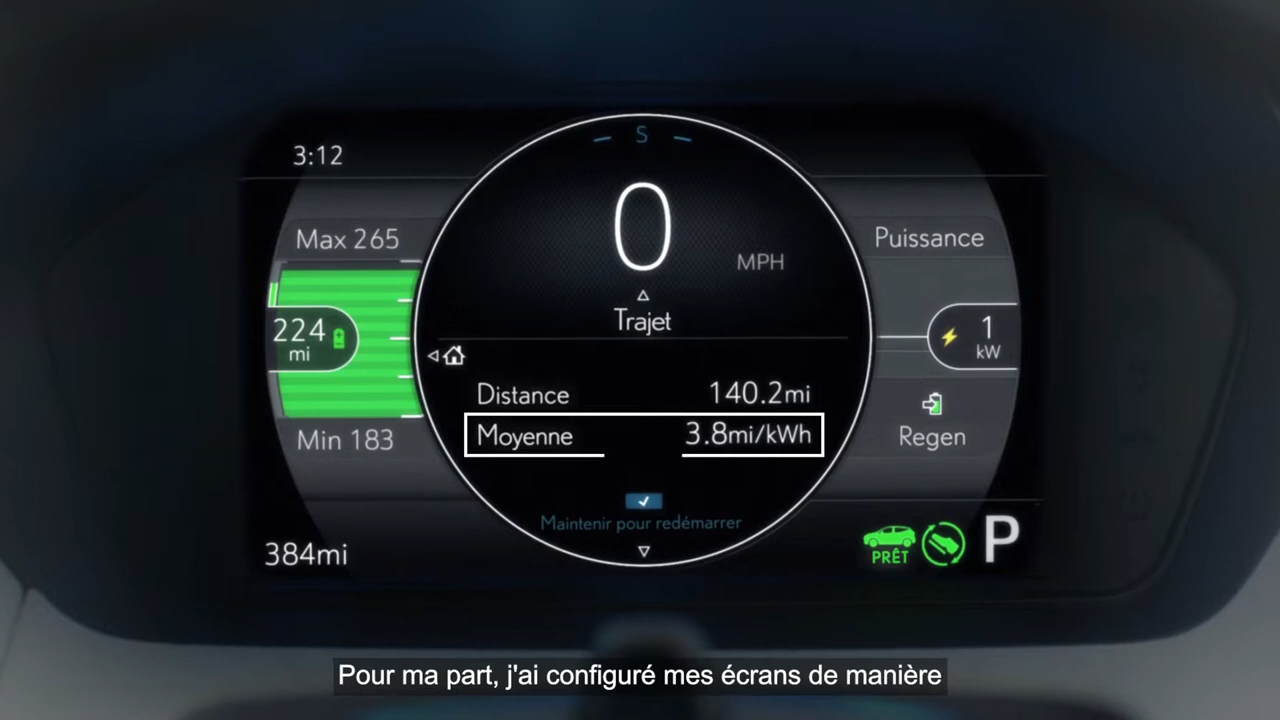 3:12
S
0
MPH
Max 265
224
mi
Min 183
Trajet
Distance 140.2mi
Moyenne 3.8mi/kWh
Maintenir pour redémarrer
Puissance
1
kW
Regen
384mi
PRÊT
P
Pour ma part, j'ai configuré mes écrans de manière